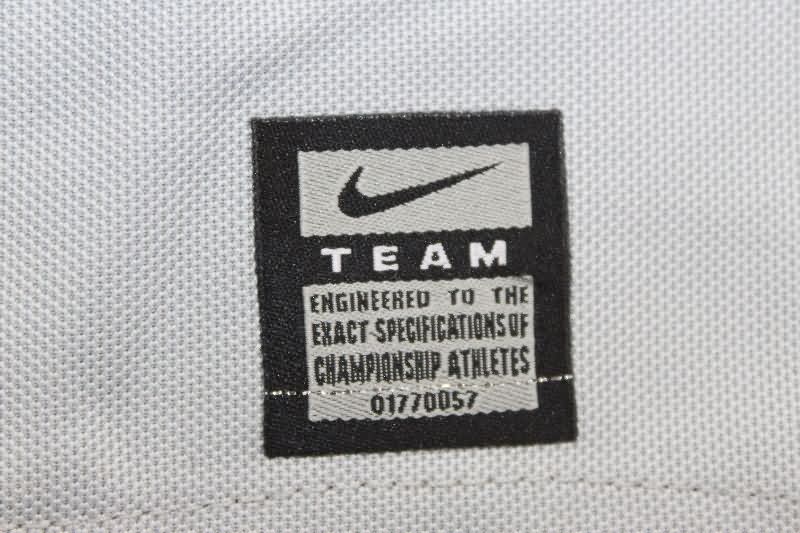 TEAM
ENGINEERED TO THE
EXACT SPECIFICATIONS OF
CHAMPIONSHIP ATHLETES
01770057